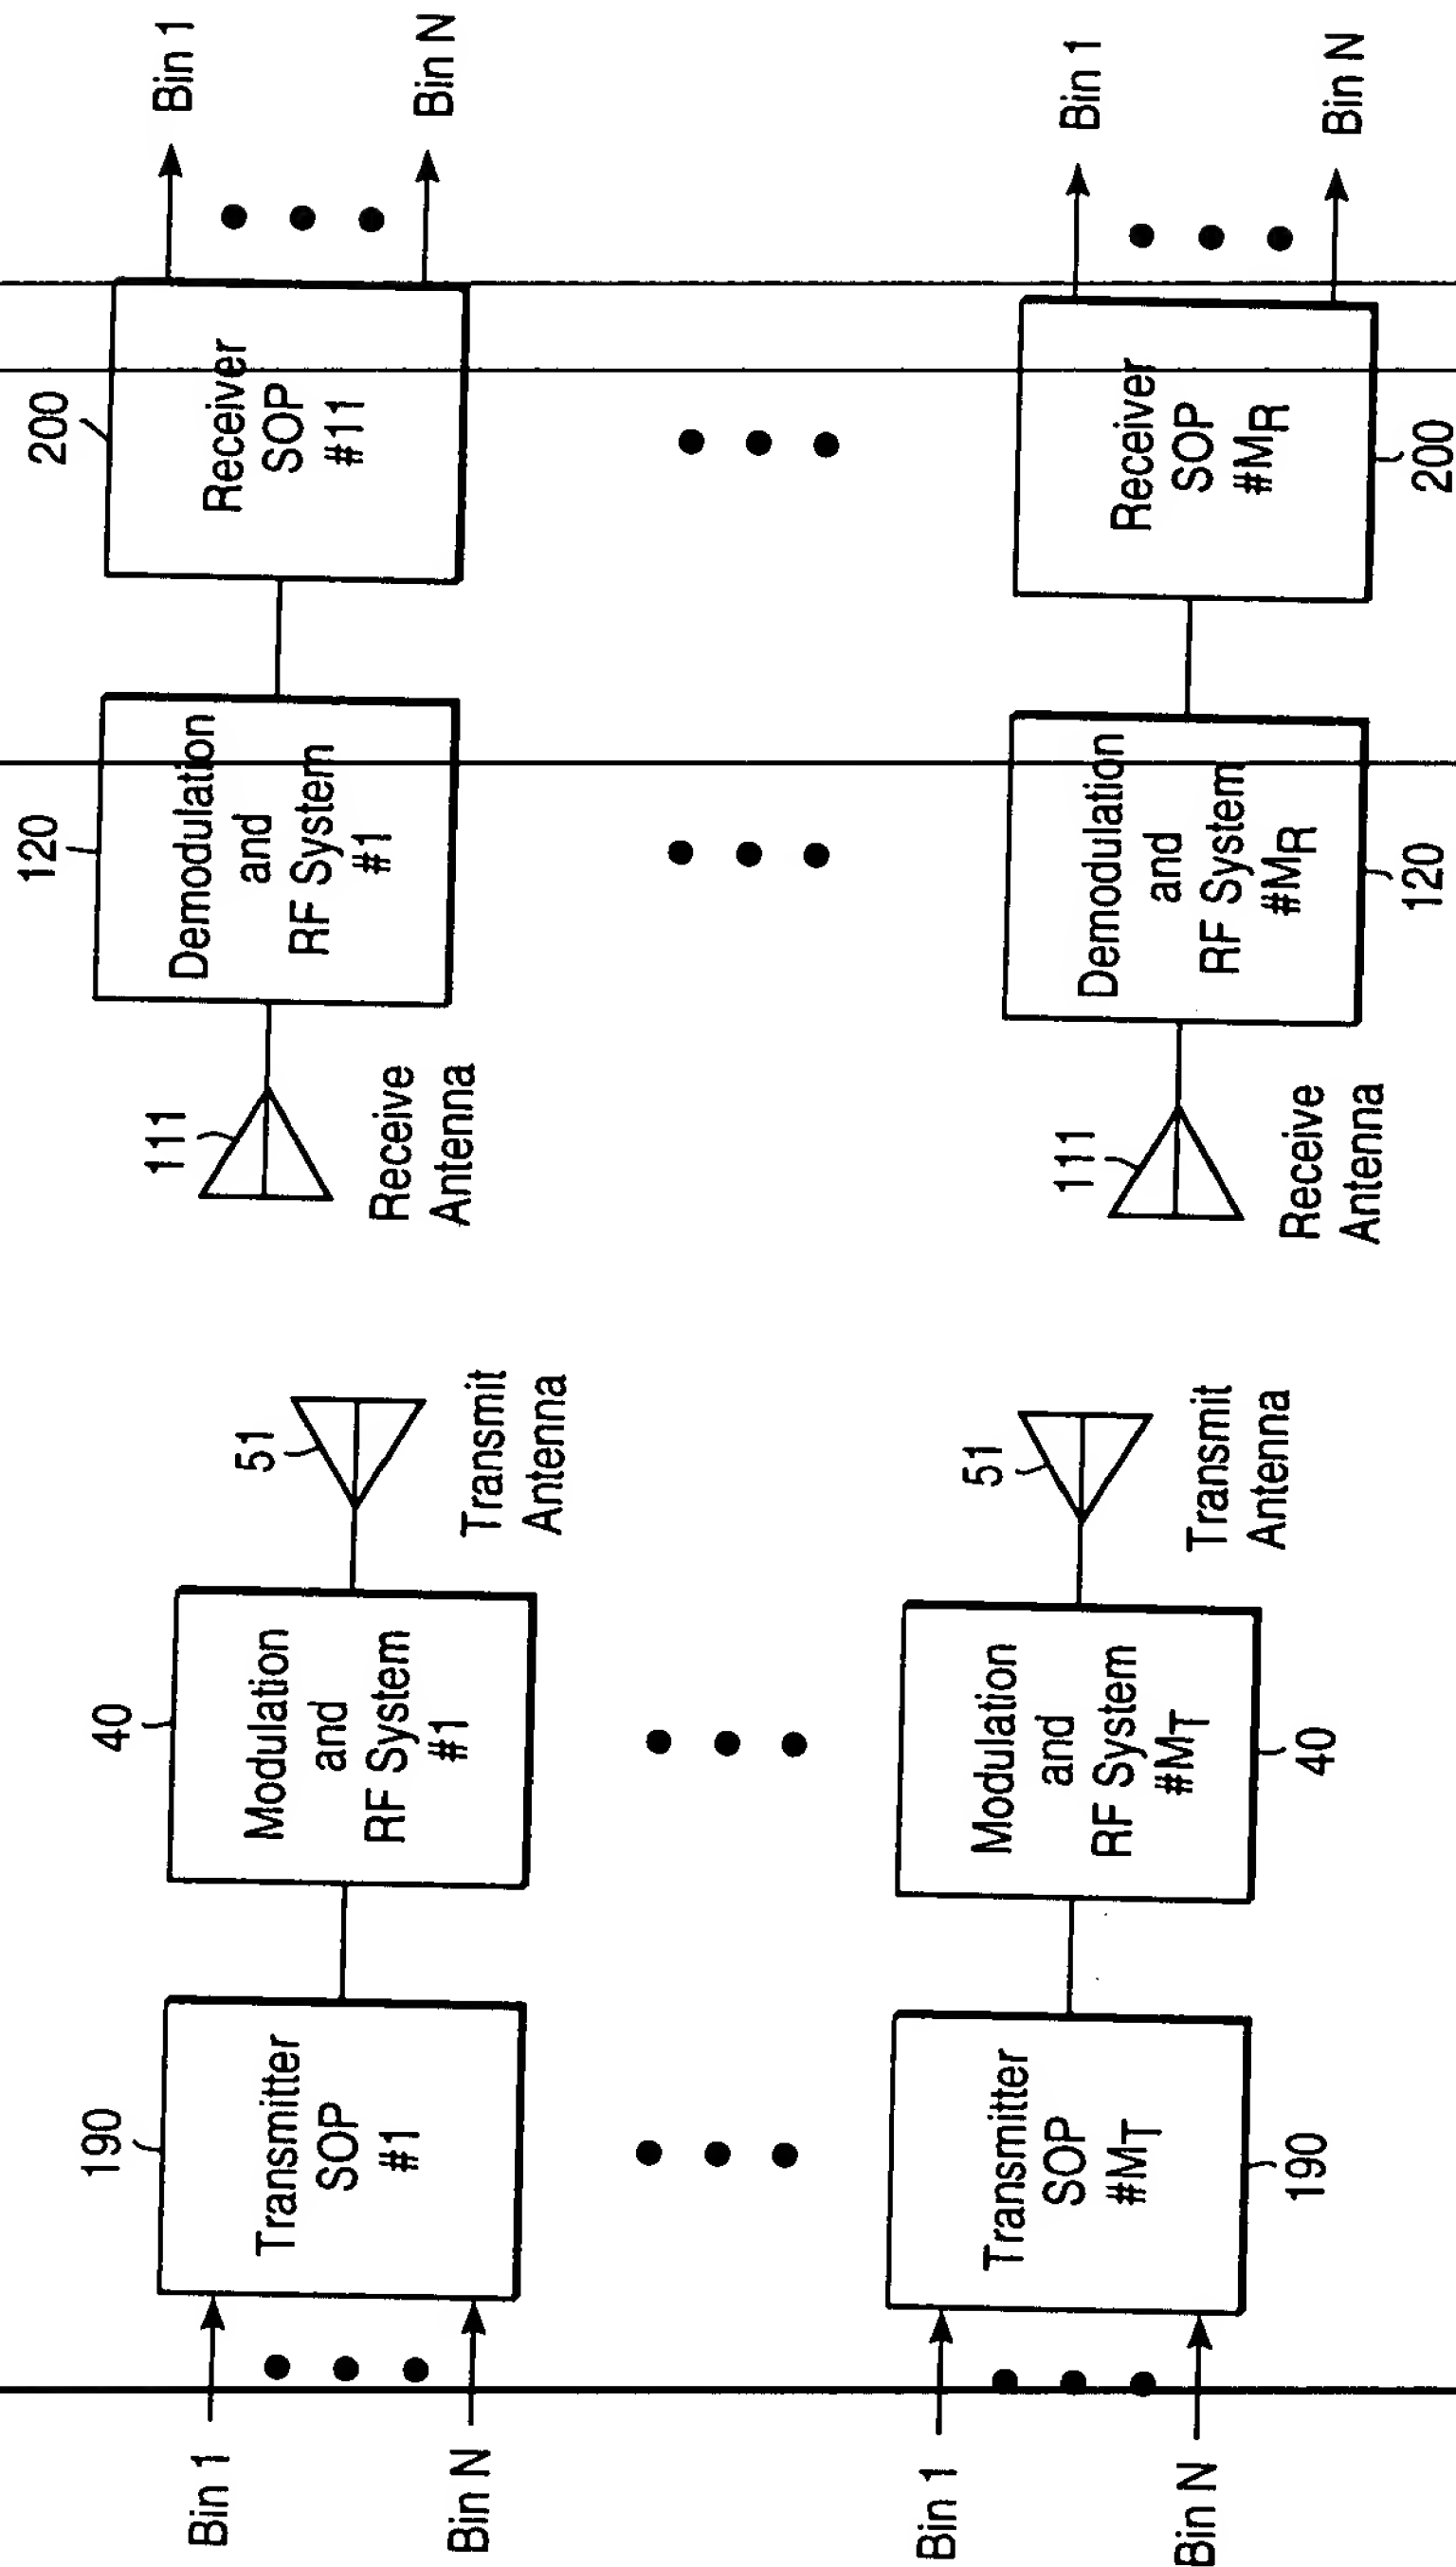 Bin 1
Bin N
190
Transmitter
SOP
#1
40
Modulation
and
RF System
#1
51
Transmit
Antenna
111
Receive
Antenna
120
Demodulation
and
RF System
#1
200
Receiver
SOP
#11
Bin 1
Bin N
Bin 1
Bin N
Transmitter
SOP
#MT
190
Modulation
and
RF System
#MT
40
51
Transmit
Antenna
111
Receive
Antenna
Demodulation
and
RF System
#MR
120
Receiver
SOP
#MR
200
Bin 1
Bin N